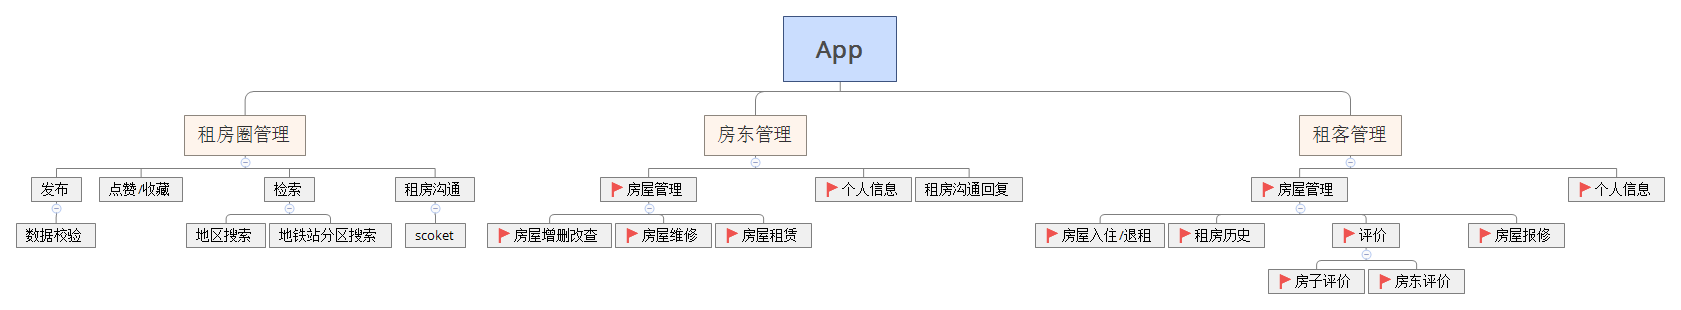 App
租房圈管理
房东管理
租客管理
发布
点赞/收藏
检索
租房沟通
房屋管理
个人信息
租房沟通回复
房屋管理
个人信息
数据校验
地区搜索
地铁站分区搜索
scoket
房屋增删改查
房屋维修
房屋租赁
房屋入住/退租
租房历史
评价
房屋报修
房子评价
房东评价